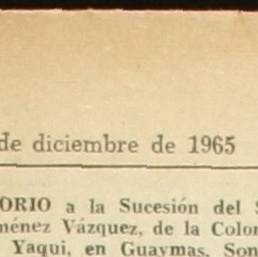 de diciembre de 1965
ORIO a la Sucesión del S
ménez Vázquez, de la Colon
Yaqui, en Guaymas, Son